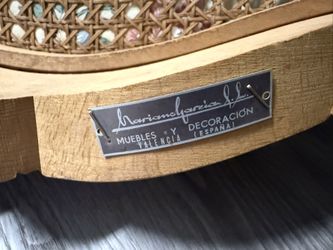 Mariano García S.L.
MUEBLES Y DECORACIÓN
VALENCIA (ESPAÑA)